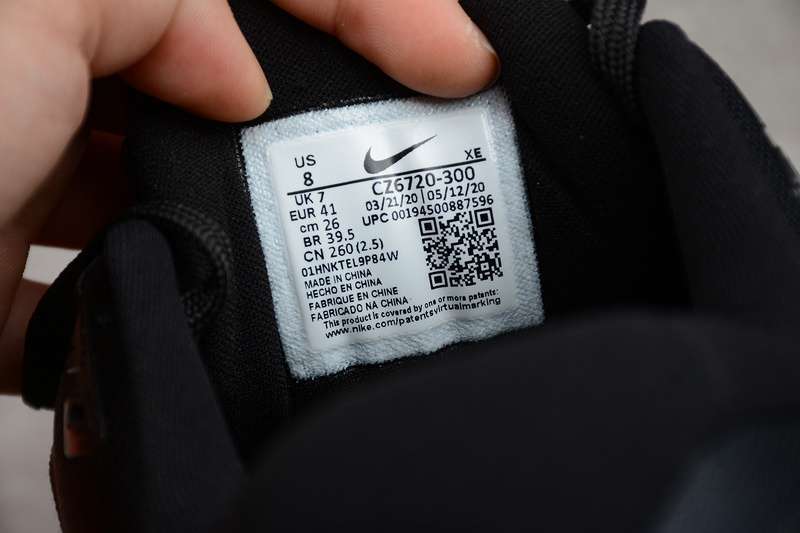 US XE
8 CZ6720-300
UK 7 03/21/20 05/12/20
EUR 41 UPC 00194500887596
cm 26
BR 39.5
CN 260 (2.5)
01HNKTEL9P84W
MADE IN CHINA
HECHO EN CHINA
FABRIQUE EN CHINE
FABRICADO NA CHINA
This product is covered by one or more patents:
www.nike.com/patentsvirtualmarking